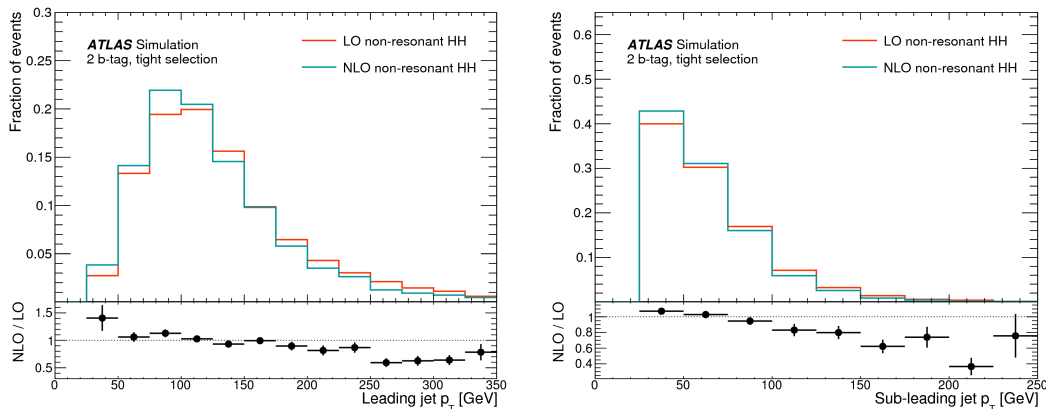 Fraction of events
0.3
0.25
0.2
0.15
0.1
0.05
ATLAS Simulation
2 b-tag, tight selection
LO non-resonant HH
NLO non-resonant HH
NLO / LO
1.5
1
0.5
0 50 100 150 200 250 300 350
Leading jet p_T [GeV]
Fraction of events
0.6
0.5
0.4
0.3
0.2
0.1
ATLAS Simulation
2 b-tag, tight selection
LO non-resonant HH
NLO non-resonant HH
NLO / LO
1
0.8
0.6
0.4
0 50 100 150 200 250
Sub-leading jet p_T [GeV]